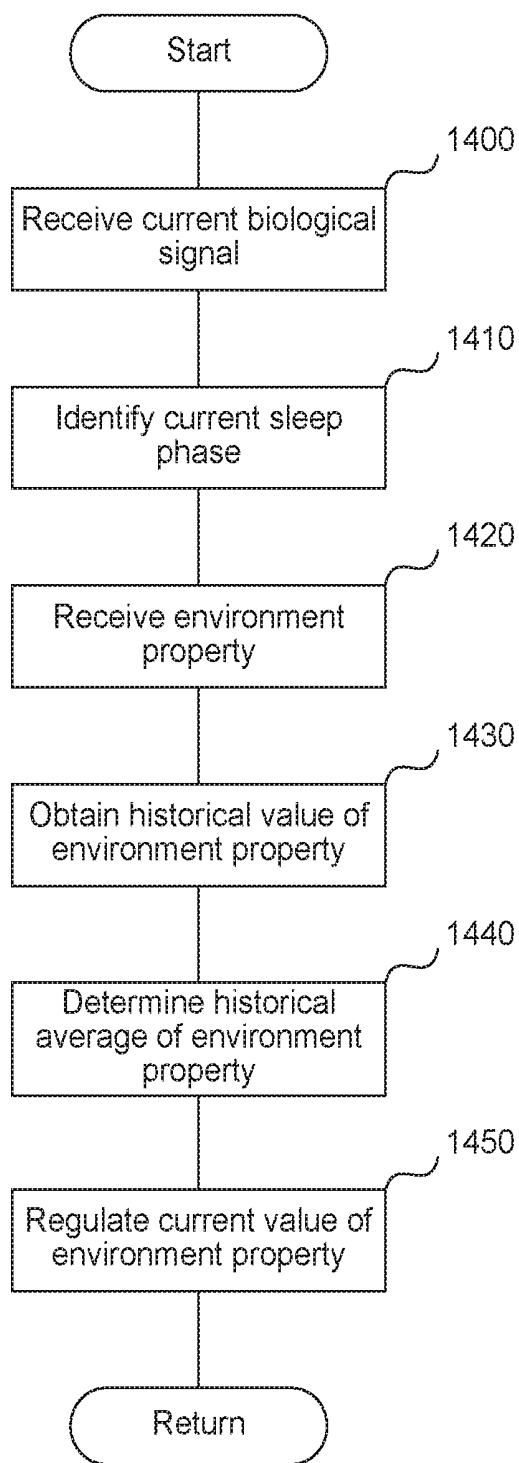 Start
1400
Receive current biological
signal
1410
Identify current sleep
phase
1420
Receive environment
property
1430
Obtain historical value of
environment property
1440
Determine historical
average of environment
property
1450
Regulate current value of
environment property
Return